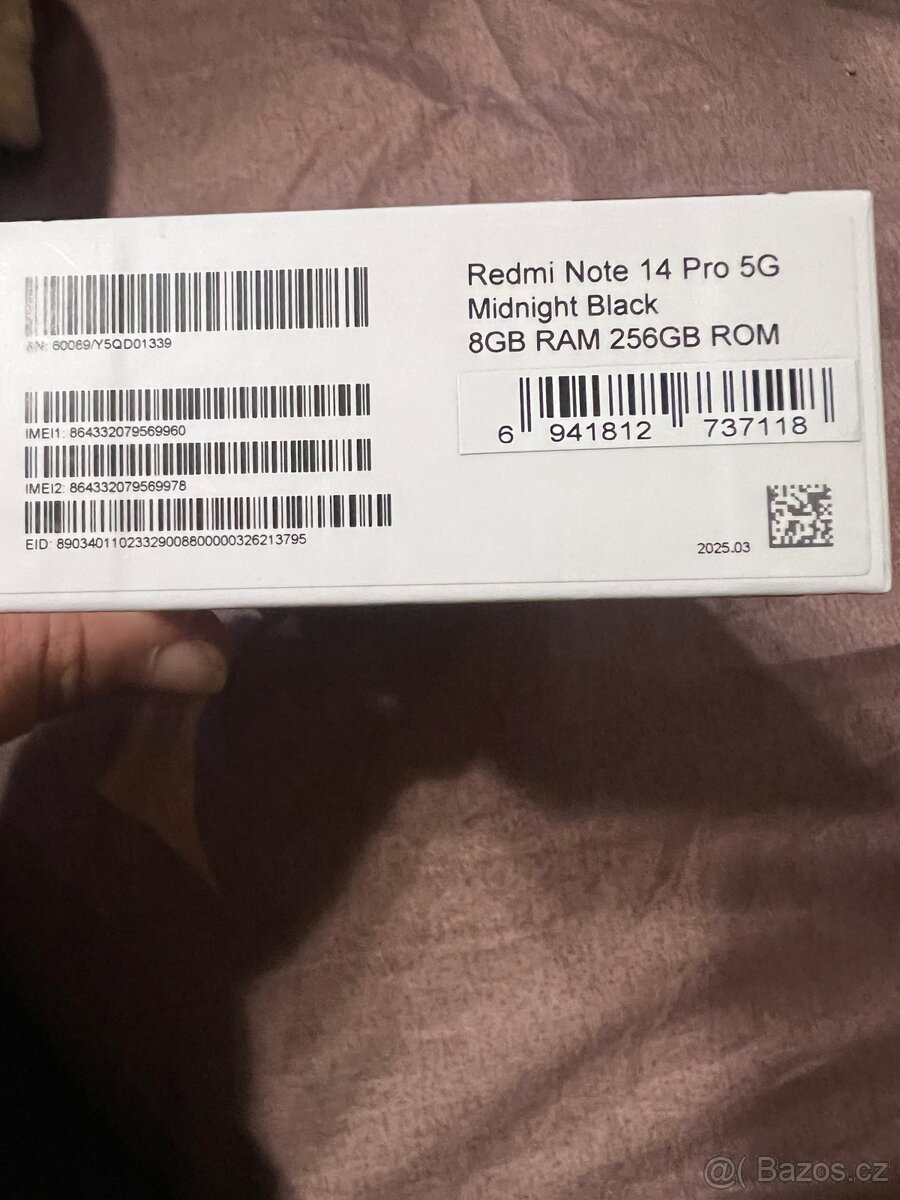 SN: 60089/Y5QD01339
IMEI1: 864332079569960
IMEI2: 864332079569978
EID: 89034011023329008800000326213795
Redmi Note 14 Pro 5G
Midnight Black
8GB RAM 256GB ROM
6 941812 737118
2025.03
@( Bazos.cz